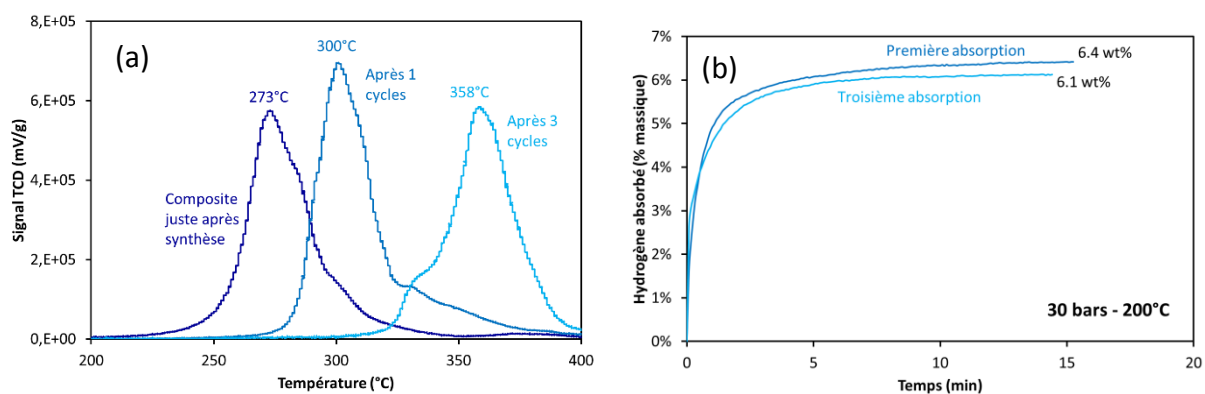 (a)
8,E+05
6,E+05
4,E+05
2,E+05
0,E+00
Signal TCD (mV/g)
273°C
300°C
358°C
Après 1
cycles
Après 3
cycles
Composite
juste après
synthèse
200
250
300
350
400
Température (°C)
(b)
7%
6%
5%
4%
3%
2%
1%
0%
Hydrogène absorbé (% massique)
Première absorption
6.4 wt%
Troisième absorption
6.1 wt%
30 bars - 200°C
0
5
10
15
20
Temps (min)